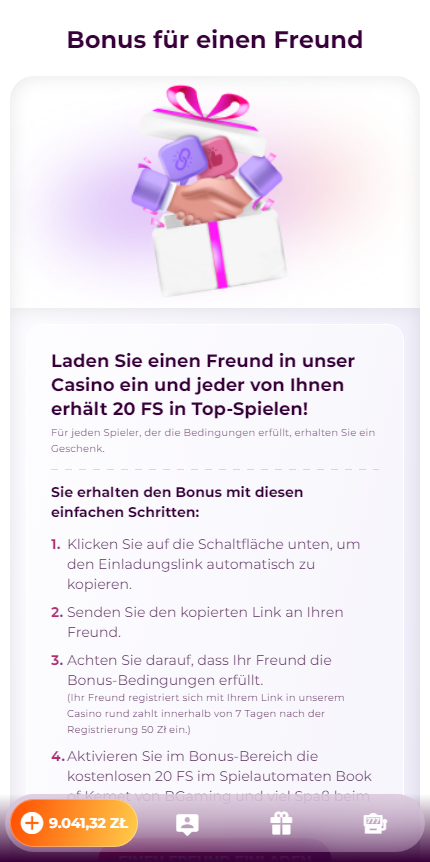 Bonus für einen Freund
Laden Sie einen Freund in unser
Casino ein und jeder von Ihnen
erhält 20 FS in Top-Spielen!
Für jeden Spieler, der die Bedingungen erfüllt, erhalten Sie ein
Geschenk.
Sie erhalten den Bonus mit diesen
einfachen Schritten:
1. Klicken Sie auf die Schaltfläche unten, um
den Einladungslink automatisch zu
kopieren.
2. Senden Sie den kopierten Link an Ihren
Freund.
3. Achten Sie darauf, dass Ihr Freund die
Bonus-Bedingungen erfüllt.
(Ihr Freund registriert sich mit Ihrem Link in unserem
Casino rund zahlt innerhalb von 7 Tagen nach der
Registrierung 50 Zł ein.)
4. Aktivieren Sie im Bonus-Bereich die
kostenlosen 20 FS im Spielautomaten Book
of Kemet von BGaming und viel Spaß beim
9.041,32 ZŁ
777
EINEN FREUND EINLADEN